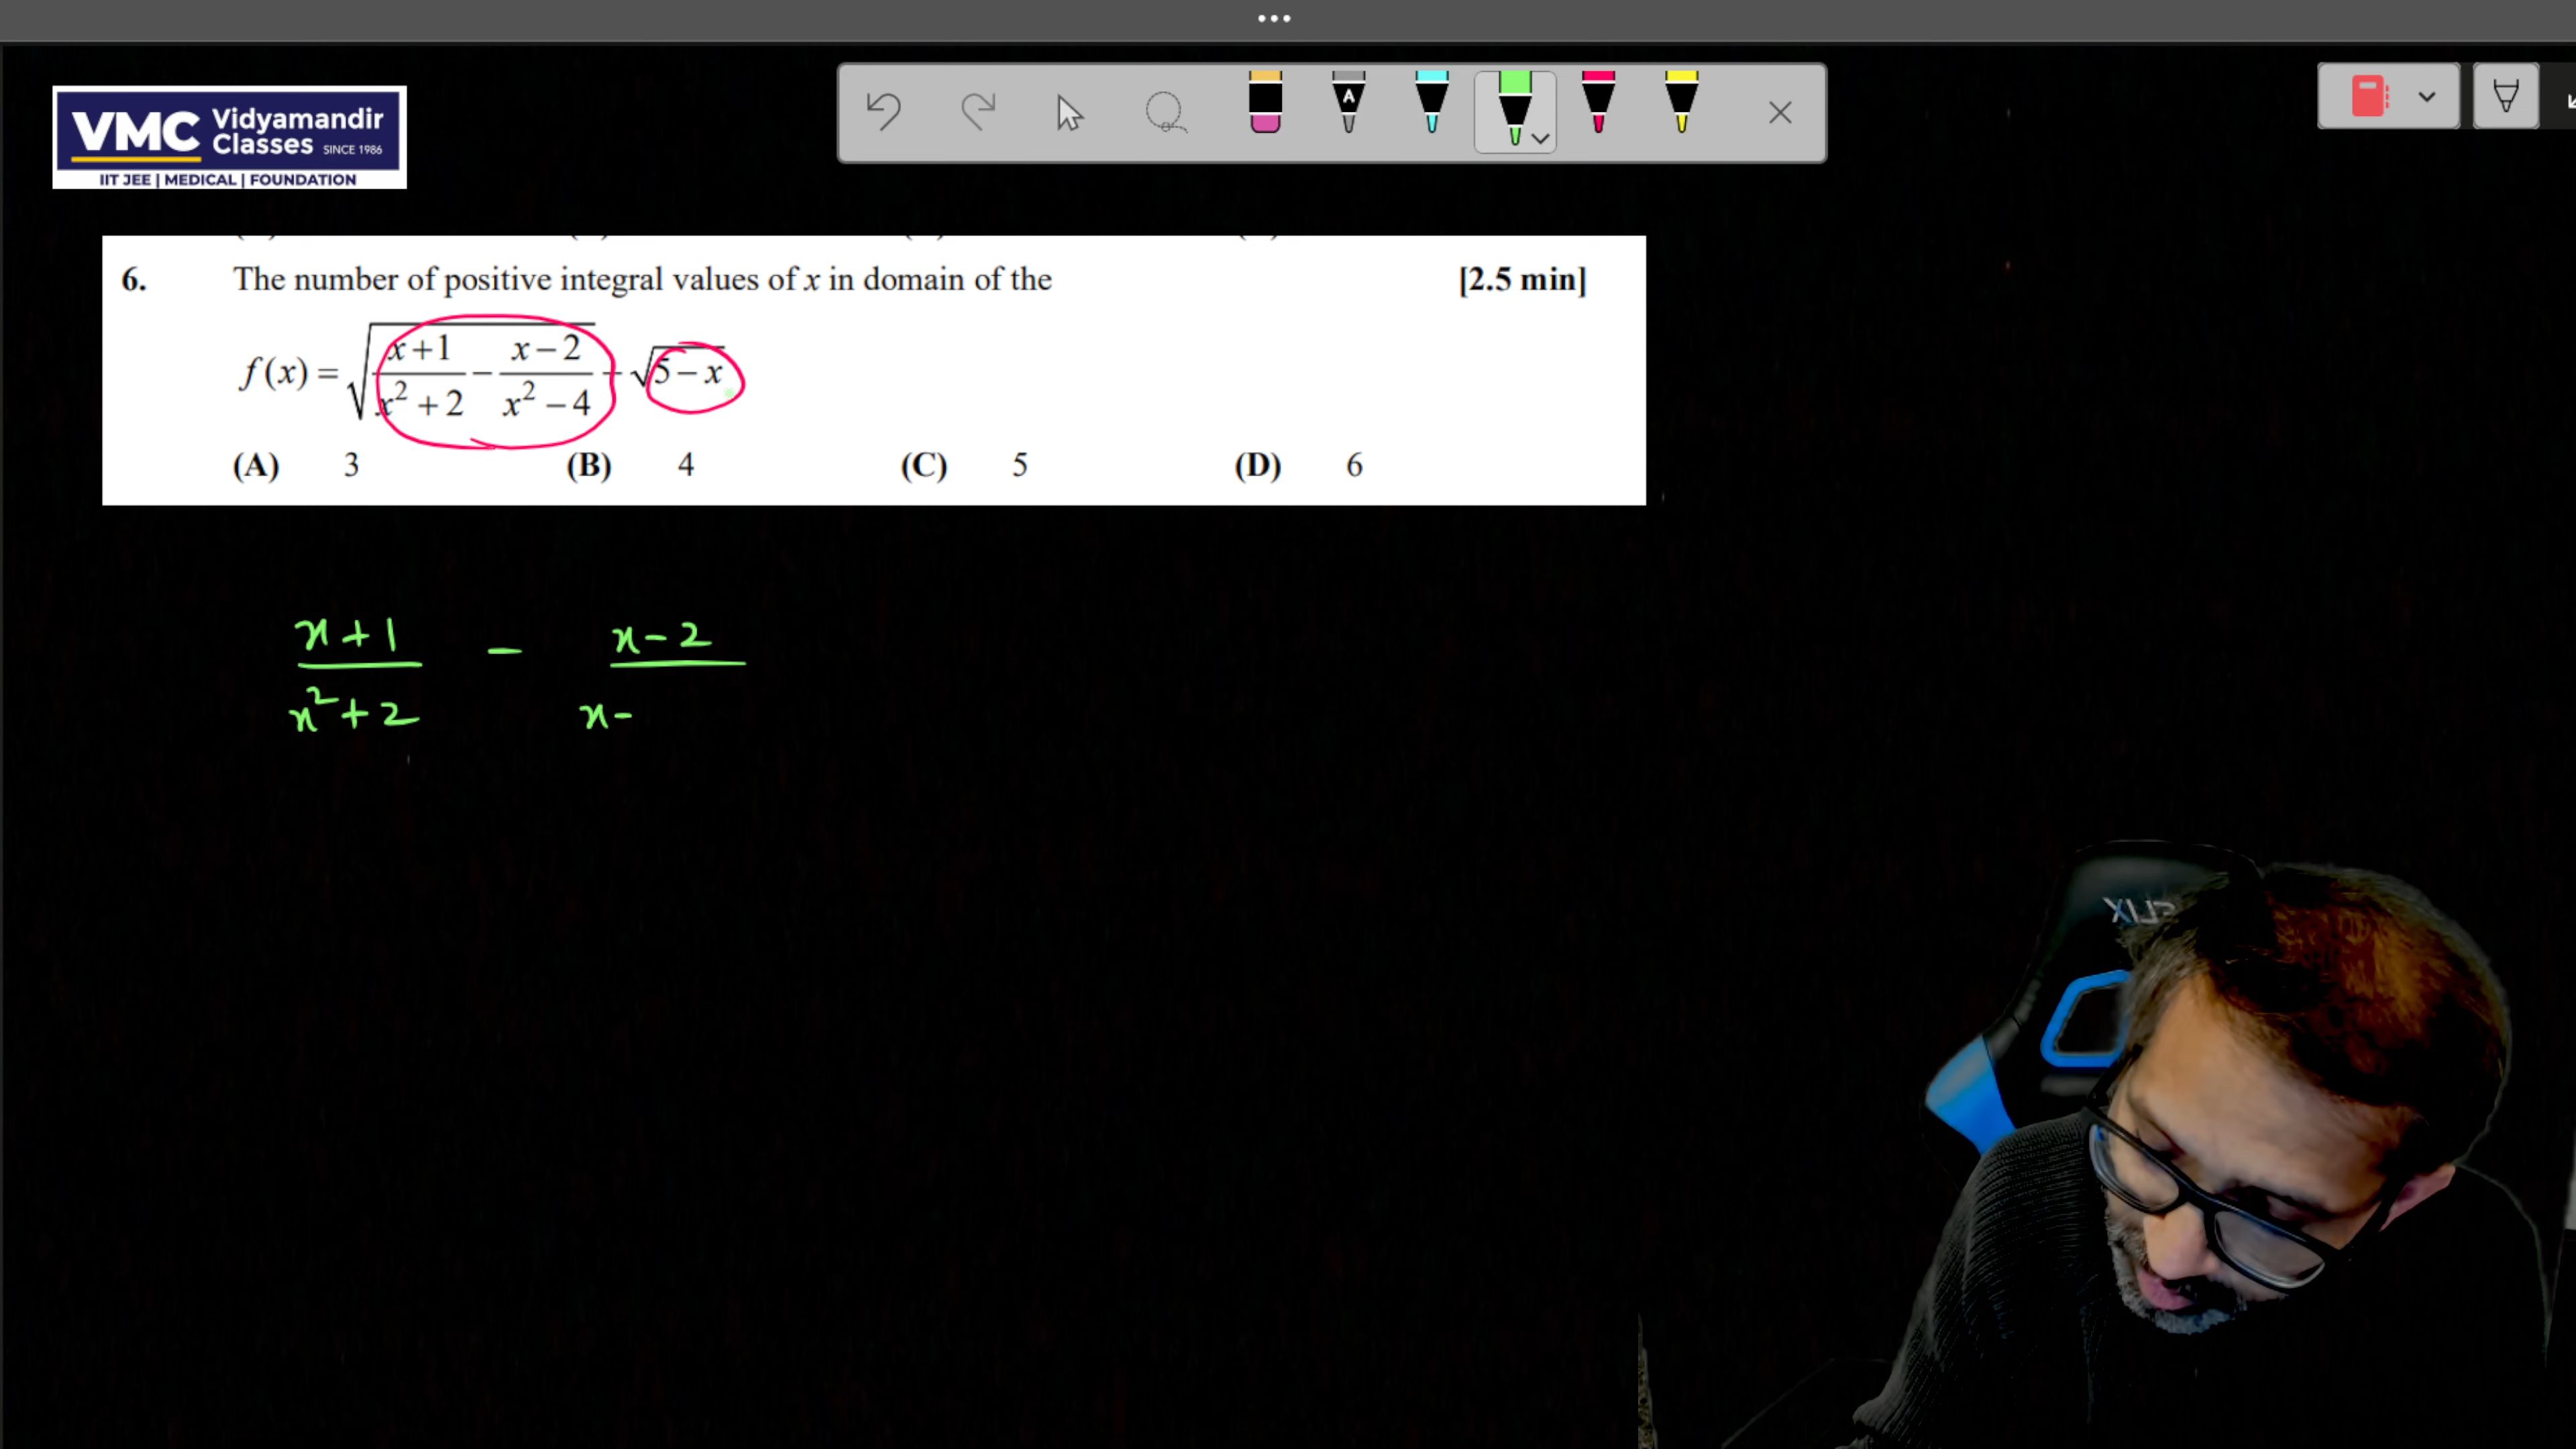 VMC Vidyamandir Classes SINCE 1986
IIT JEE | MEDICAL | FOUNDATION
A
6. The number of positive integral values of x in domain of the [2.5 min]
f(x) = √((x+1)/(x²+2) − (x−2)/(x²−4)) − √(5−x)
(A) 3 (B) 4 (C) 5 (D) 6
x+1 − x−2
x²+2 x-